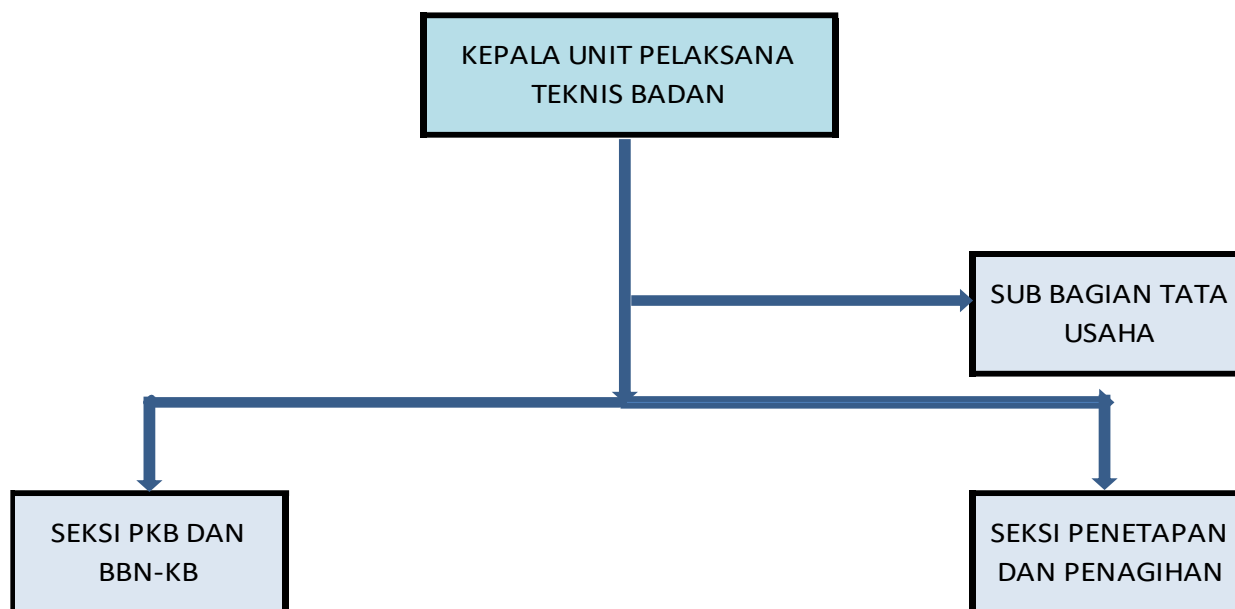 KEPALA UNIT PELAKSANA
TEKNIS BADAN
SUB BAGIAN TATA
USAHA
SEKSI PKB DAN
BBN-KB
SEKSI PENETAPAN
DAN PENAGIHAN